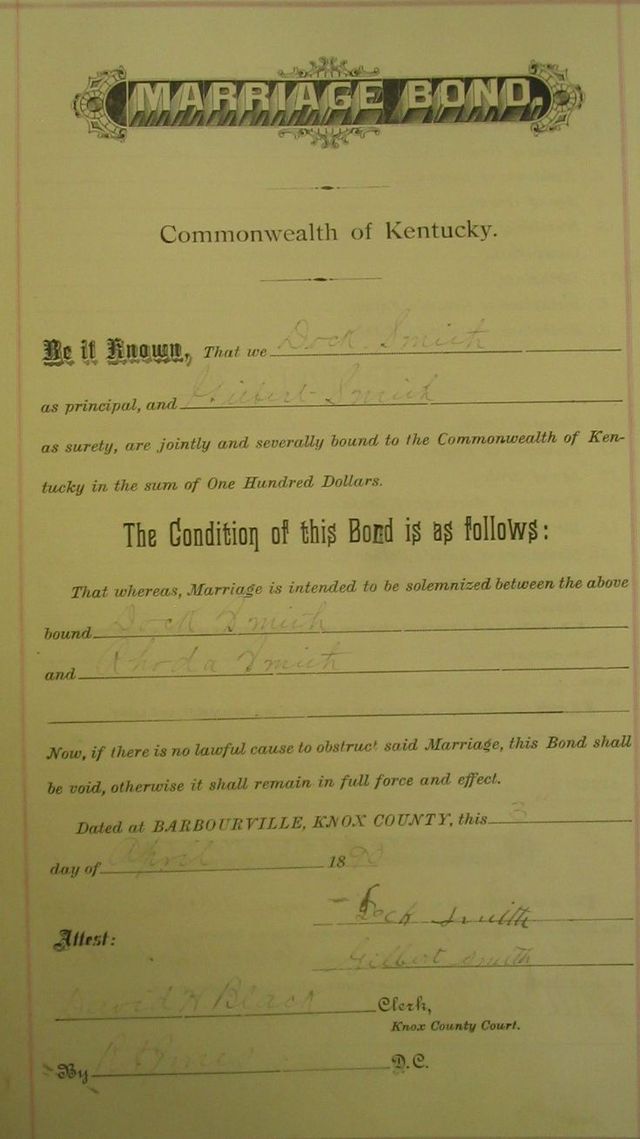 MARRIAGE BOND.
Commonwealth of Kentucky.
Be it Known, That we Dock Smith
as principal, and Gilbert Smith
as surety, are jointly and severally bound to the Commonwealth of Ken-
tucky in the sum of One Hundred Dollars.
The Condition of this Bond is as follows:
That whereas, Marriage is intended to be solemnized between the above
bound Dock Smith
and Rhoda Smith
Now, if there is no lawful cause to obstruct said Marriage, this Bond shall
be void, otherwise it shall remain in full force and effect.
Dated at BARBOURVILLE, KNOX COUNTY, this 3
day of April 1890
Dock Smith
Attest:
Gilbert Smith
David H Black Clerk,
Knox County Court.
By D.C.